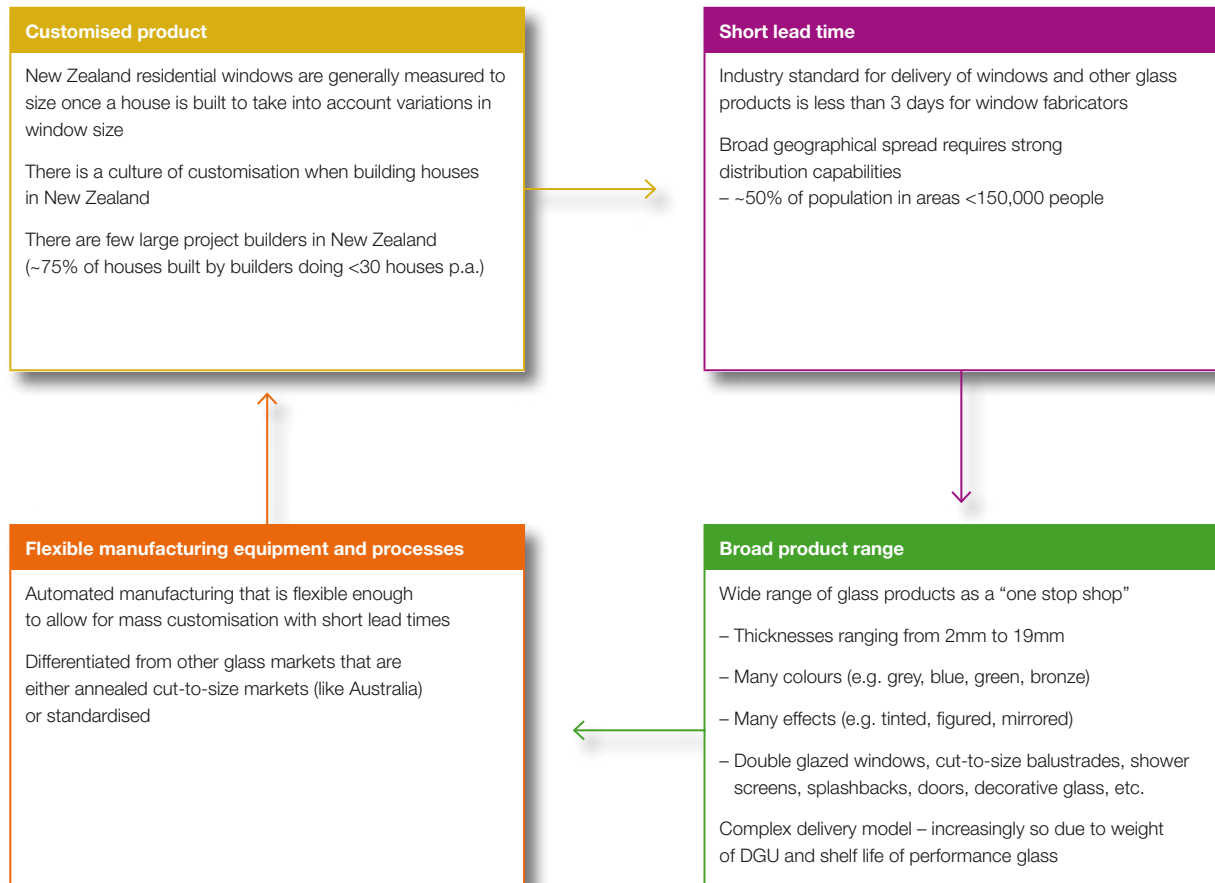 Customised product
New Zealand residential windows are generally measured to
size once a house is built to take into account variations in
window size
There is a culture of customisation when building houses
in New Zealand
There are few large project builders in New Zealand
(~75% of houses built by builders doing <30 houses p.a.)
Short lead time
Industry standard for delivery of windows and other glass
products is less than 3 days for window fabricators
Broad geographical spread requires strong
distribution capabilities
– ~50% of population in areas <150,000 people
Flexible manufacturing equipment and processes
Automated manufacturing that is flexible enough
to allow for mass customisation with short lead times
Differentiated from other glass markets that are
either annealed cut-to-size markets (like Australia)
or standardised
Broad product range
Wide range of glass products as a “one stop shop”
– Thicknesses ranging from 2mm to 19mm
– Many colours (e.g. grey, blue, green, bronze)
– Many effects (e.g. tinted, figured, mirrored)
– Double glazed windows, cut-to-size balustrades, shower
screens, splashbacks, doors, decorative glass, etc.
Complex delivery model – increasingly so due to weight
of DGU and shelf life of performance glass